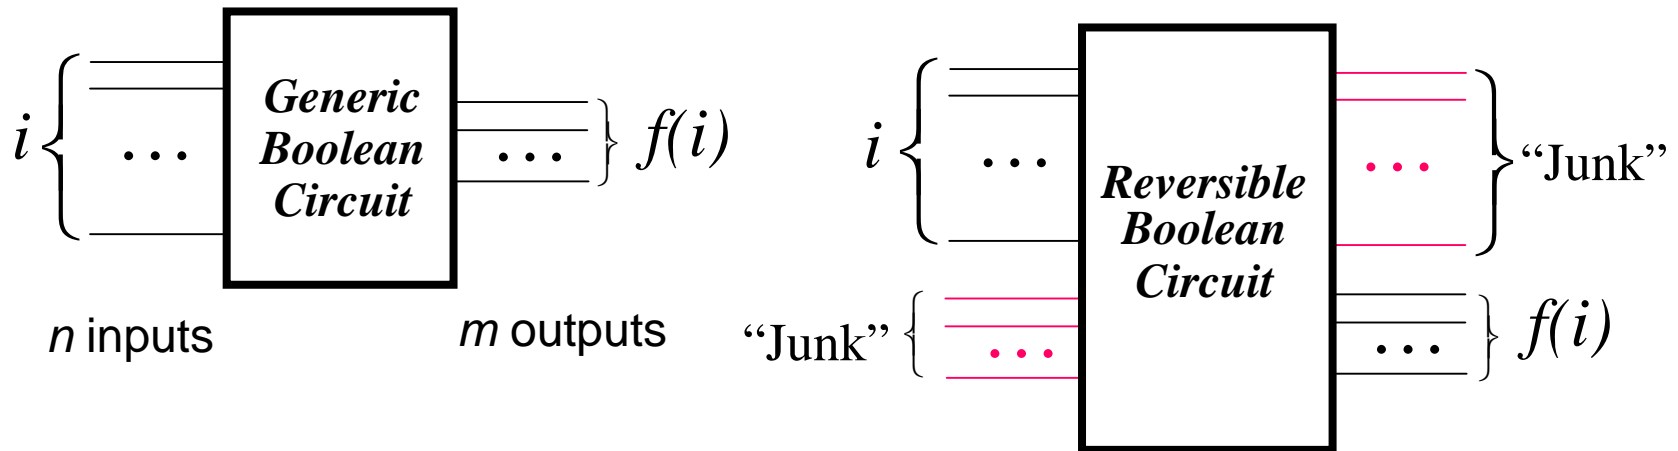 i
Generic
Boolean
Circuit
f(i)
n inputs
m outputs
i
"Junk"
Reversible
Boolean
Circuit
“Junk”
f(i)